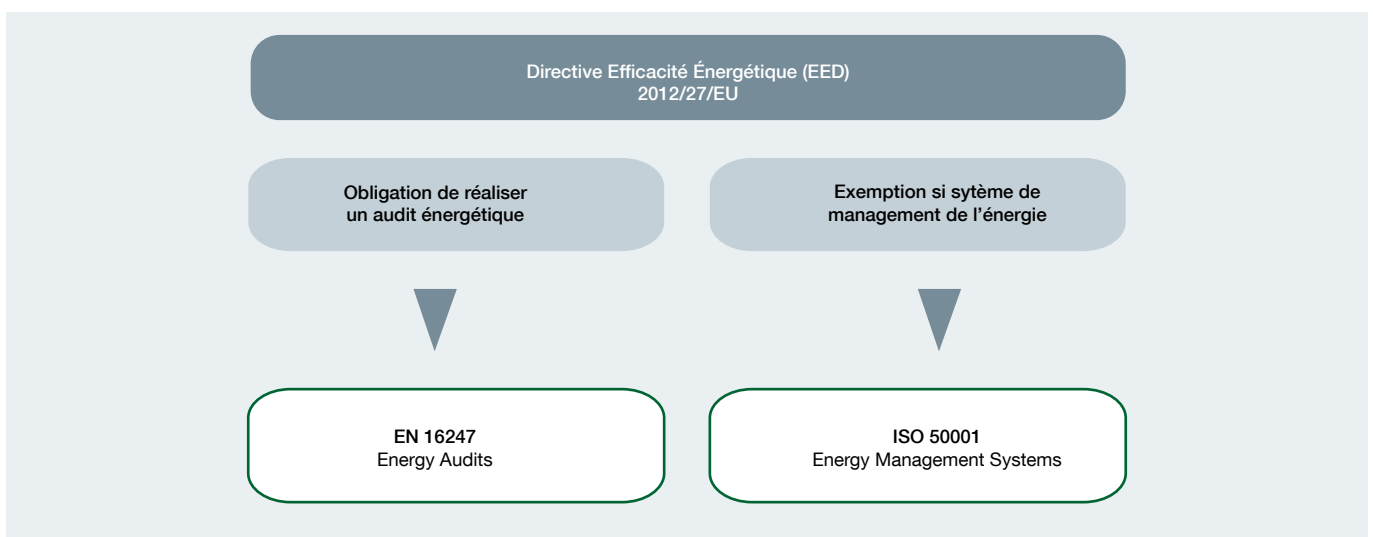 Directive Efficacité Énergétique (EED)
2012/27/EU
Obligation de réaliser
un audit énergétique
Exemption si sytème de
management de l'énergie
EN 16247
Energy Audits
ISO 50001
Energy Management Systems